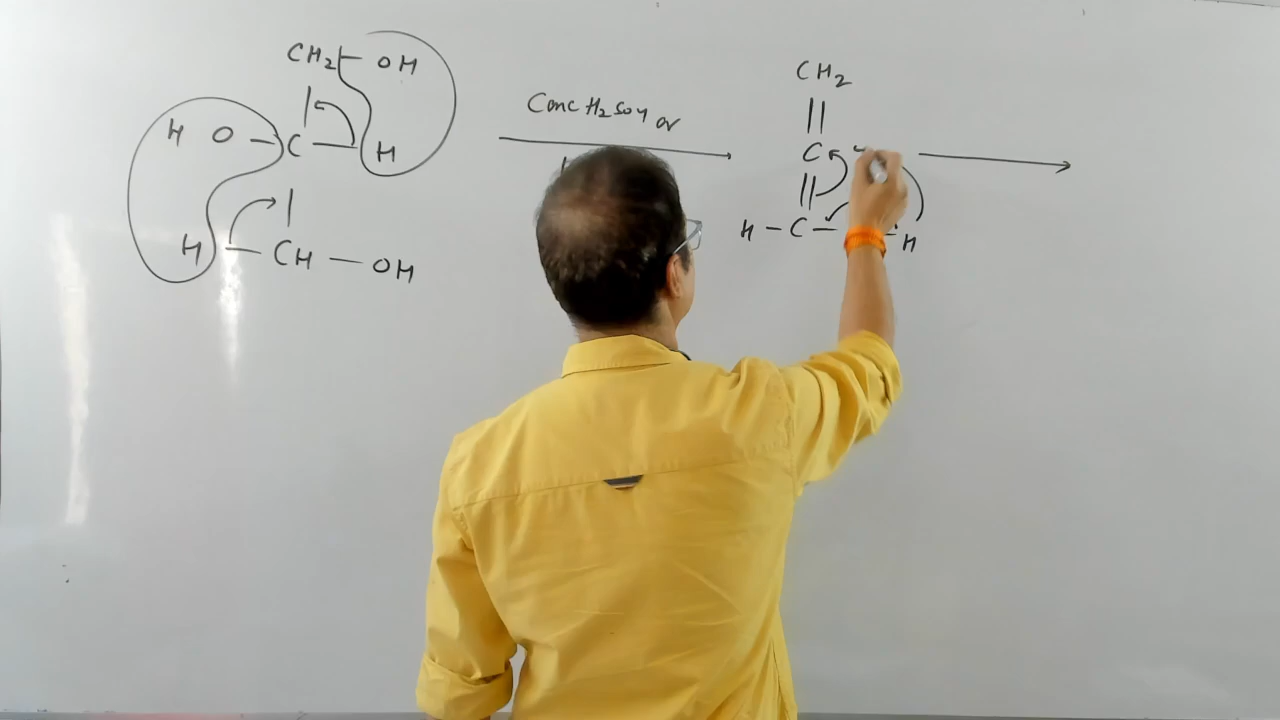 CH2 — OH
H O — C — H
H — CH — OH
Conc H2SO4 or
CH2
||
C
||
H — C — H